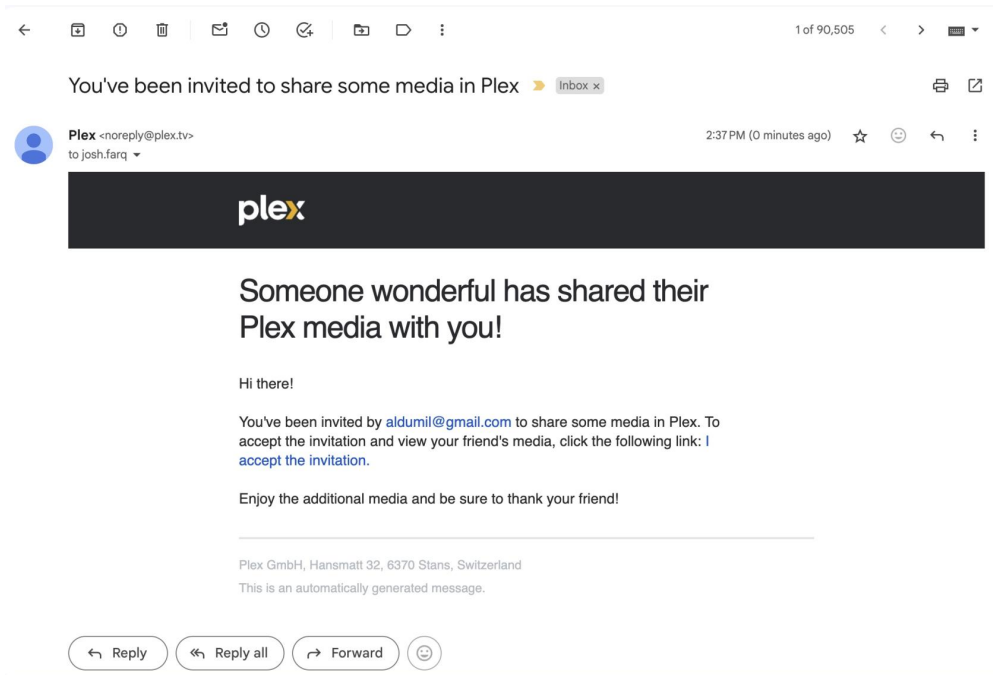 1 of 90,505
You've been invited to share some media in Plex
Inbox ×
Plex <noreply@plex.tv>
2:37 PM (0 minutes ago)
to josh.farq
plex
Someone wonderful has shared their
Plex media with you!
Hi there!
You've been invited by aldumil@gmail.com to share some media in Plex. To
accept the invitation and view your friend's media, click the following link: I
accept the invitation.
Enjoy the additional media and be sure to thank your friend!
Plex GmbH, Hansmatt 32, 6370 Stans, Switzerland
This is an automatically generated message.
Reply
Reply all
Forward